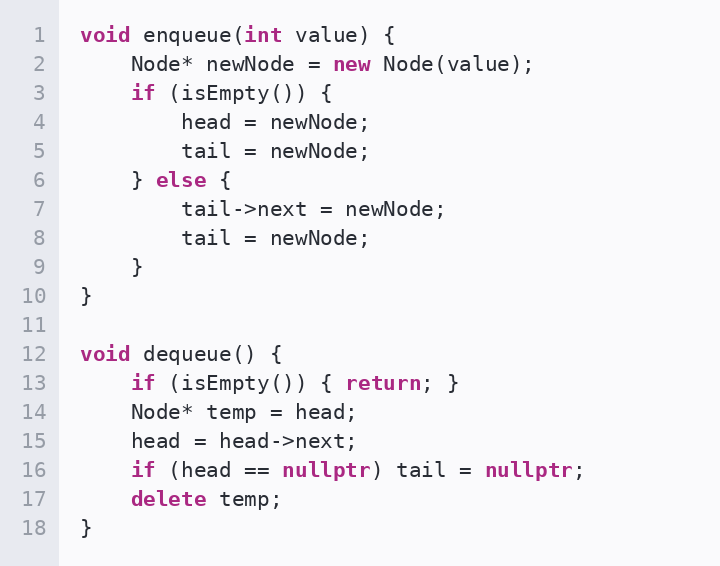 1 void enqueue(int value) {
2     Node* newNode = new Node(value);
3     if (isEmpty()) {
4         head = newNode;
5         tail = newNode;
6     } else {
7         tail->next = newNode;
8         tail = newNode;
9     }
10 }
11
12 void dequeue() {
13     if (isEmpty()) { return; }
14     Node* temp = head;
15     head = head->next;
16     if (head == nullptr) tail = nullptr;
17     delete temp;
18 }